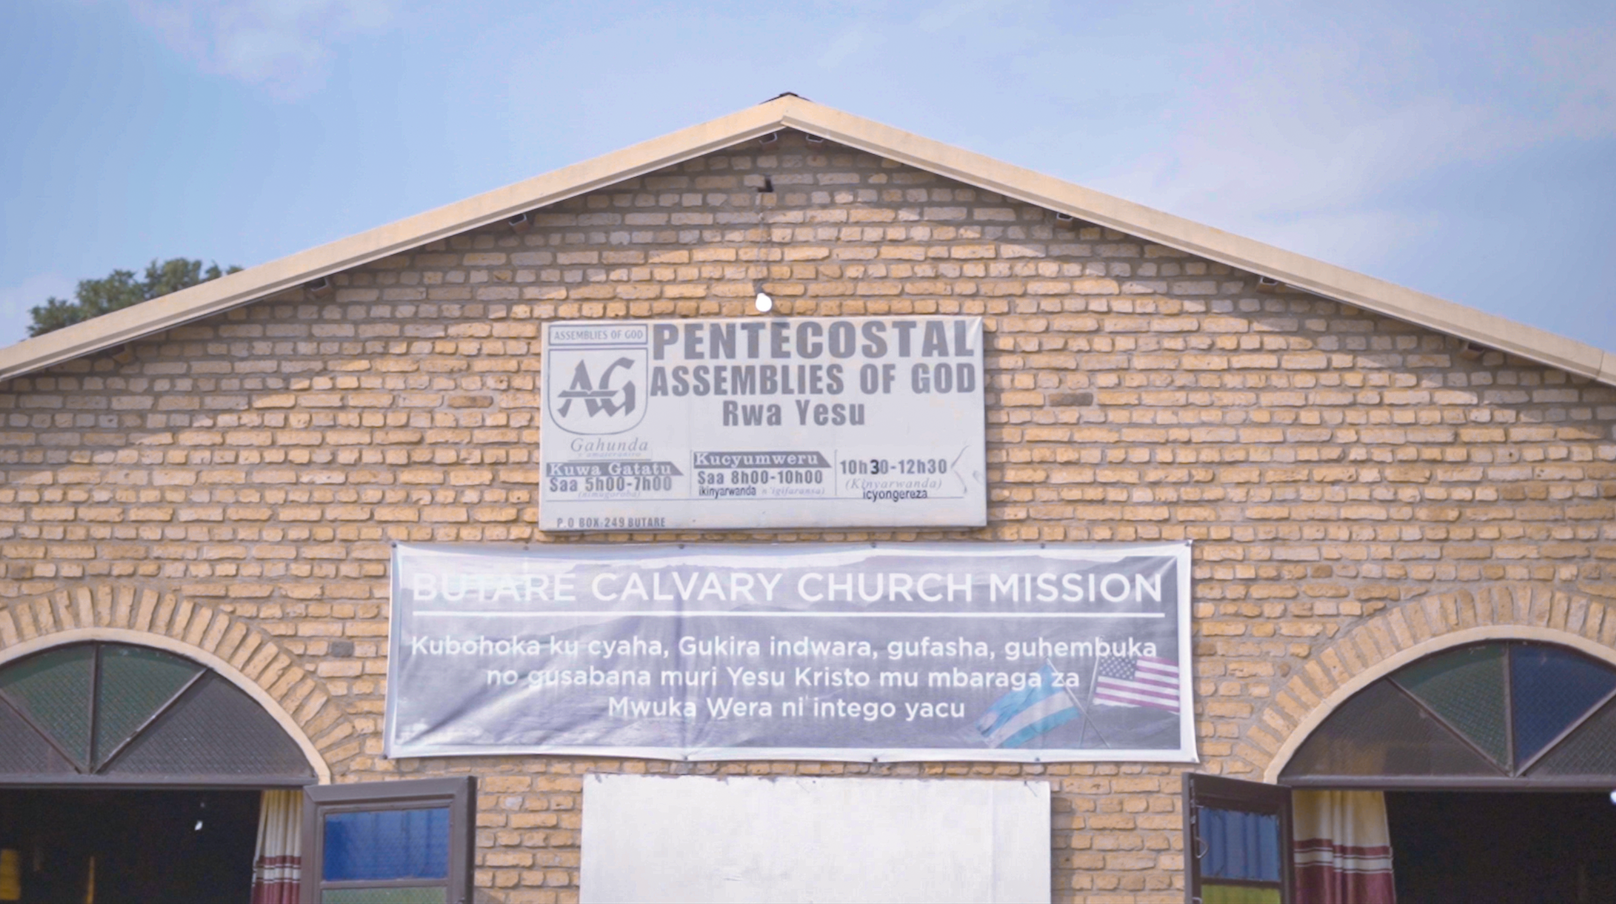 ASSEMBLIES OF GOD
AG
PENTECOSTAL
ASSEMBLIES OF GOD
Rwa Yesu
Gahunda
Kuwa Gatatu
Saa 5h00-7h00
Kucyumweru
Saa 8h00-10h00
ikinyarwanda n'igifaransa)
10h30-12h30
(Kinyarwanda)
icyongereza
P.O BOX 249 BUTARE
BUTARE CALVARY CHURCH MISSION
Kubohoka ku cyaha, Gukira indwara, gufasha, guhembuka
no gusabana muri Yesu Kristo mu mbaraga za
Mwuka Wera ni intego yacu